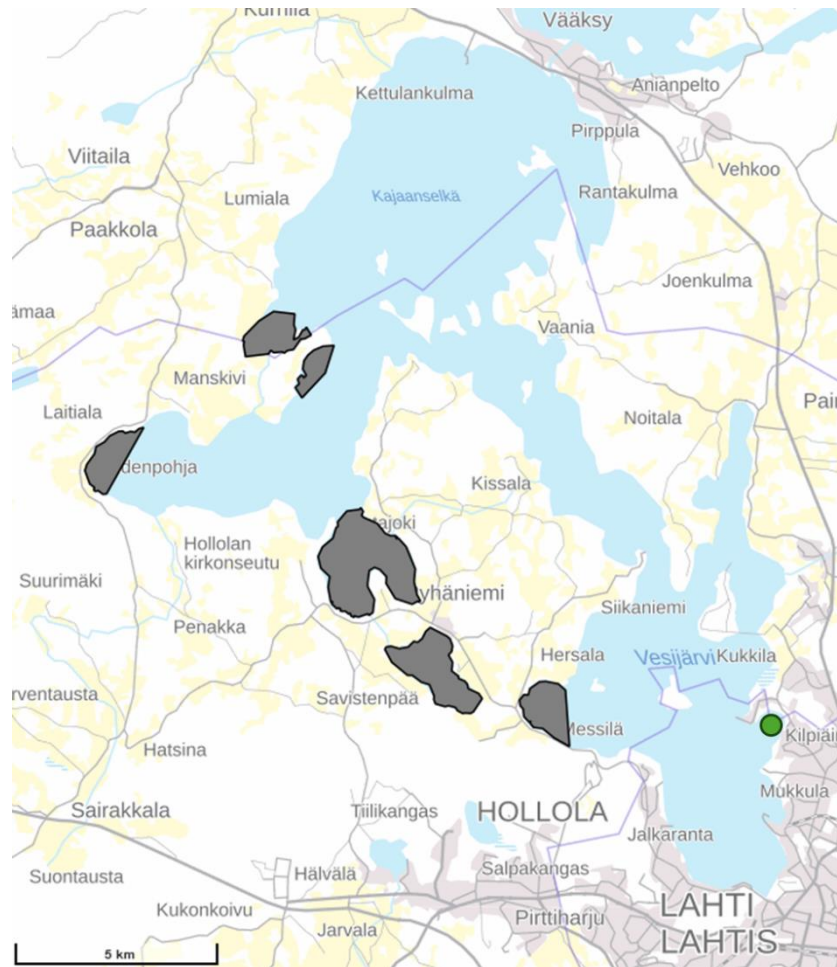 Kumila
Vääksy
Kettulankulma
Anianpelto
Pirppula
Viitaila
Vehkoo
Lumiala
Kajaanselkä
Rantakulma
Paakkola
Joenkulma
Vaania
Manskivi
Laitiala
Noitala
Kissala
Hollolan
kirkonseutu
Suurimäki
Siikaniemi
Penakka
Hersala
Vesijärvi
Kukkila
Savistenpää
Messilä
Hatsina
Mukkula
Sairakkala
Tiilikangas
HOLLOLA
Jalkaranta
Suontausta
Hälvälä
Salpakangas
Kukonkoivu
Jarvala
Pirttiharju
LAHTI
LAHTIS
5 km